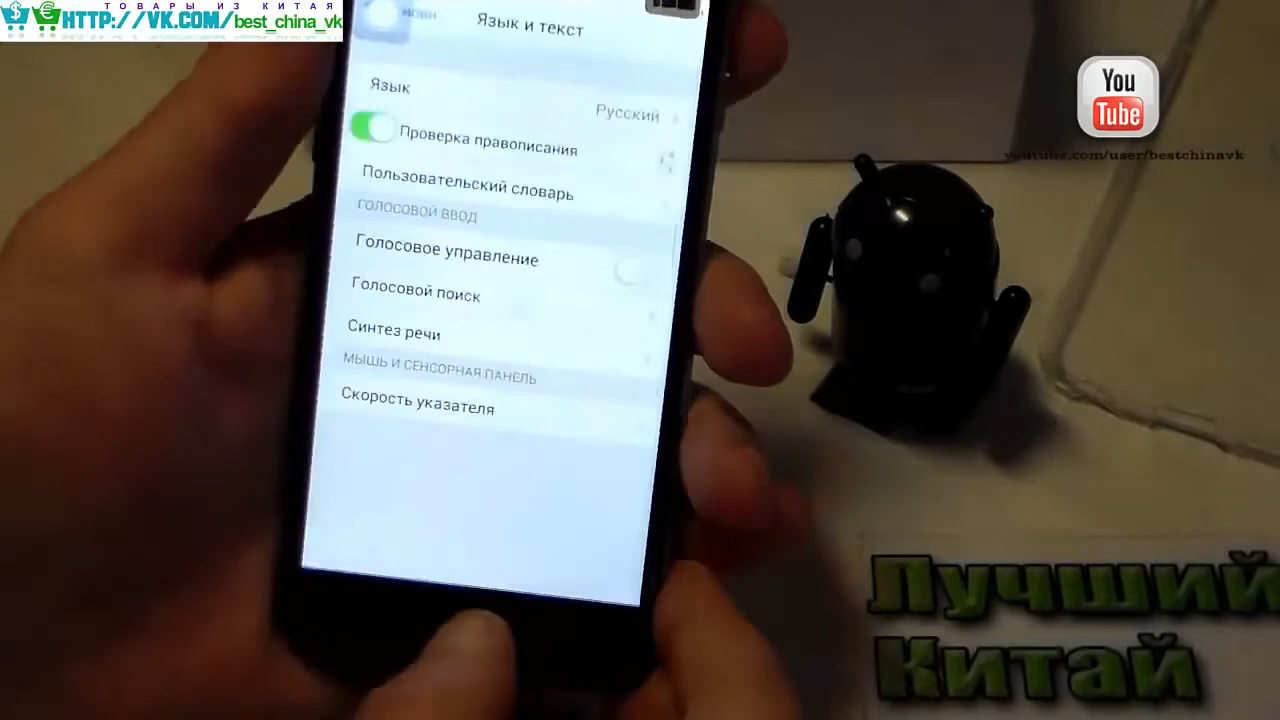 ТОВАРЫ ИЗ КИТАЯ
HTTP://VK.COM/best_china_vk
Язык и текст
Язык
Русский
Проверка правописания
Пользовательский словарь
ГОЛОСОВОЙ ВВОД
Голосовое управление
Голосовой поиск
Синтез речи
МЫШЬ И СЕНСОРНАЯ ПАНЕЛЬ
Скорость указателя
You
Tube
youtube.com/user/bestchinavk
Лучший
Китай